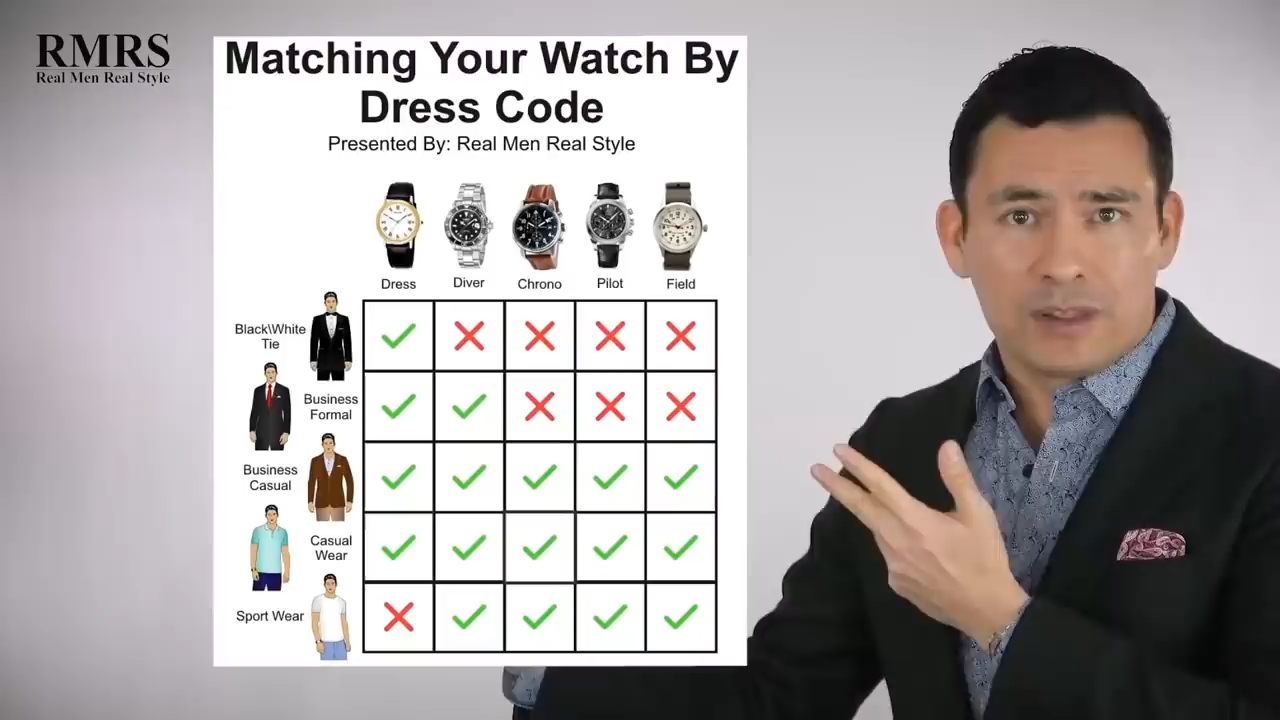 RMRS
Real Men Real Style
Matching Your Watch By
Dress Code
Presented By: Real Men Real Style
Dress
Diver
Chrono
Pilot
Field
Black\White
Tie
Business
Formal
Business
Casual
Casual
Wear
Sport Wear